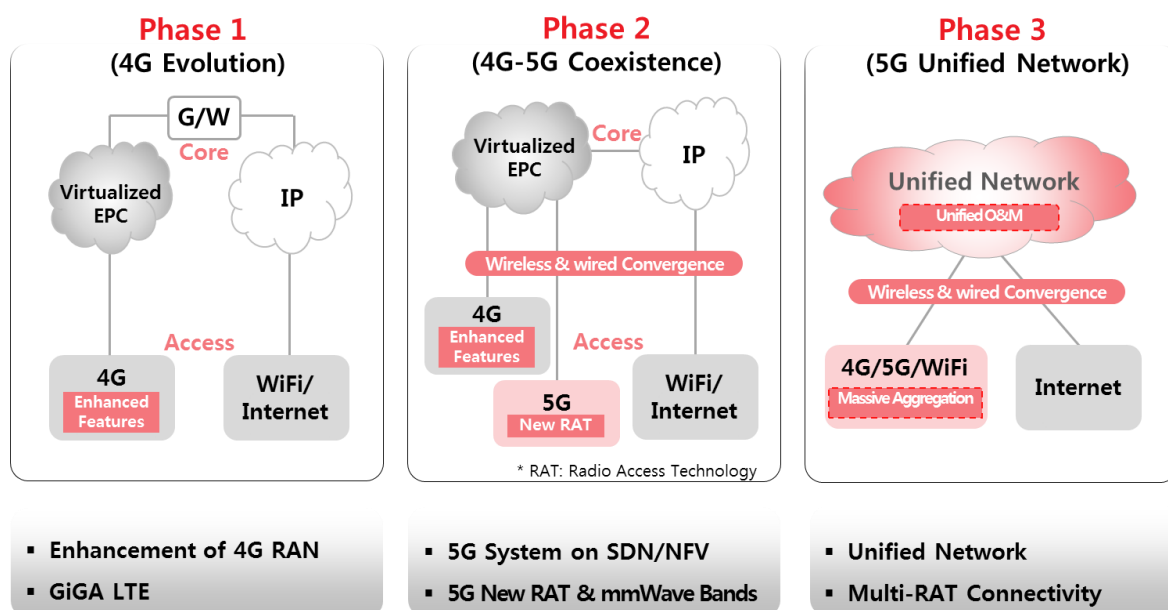 Phase 1
(4G Evolution)
G/W
Core
Virtualized
EPC
IP
Access
4G
Enhanced
Features
WiFi/
Internet
▪ Enhancement of 4G RAN
▪ GiGA LTE
Phase 2
(4G-5G Coexistence)
Virtualized
EPC
Core
IP
Wireless & wired Convergence
4G
Enhanced
Features
Access
5G
New RAT
WiFi/
Internet
* RAT: Radio Access Technology
▪ 5G System on SDN/NFV
▪ 5G New RAT & mmWave Bands
Phase 3
(5G Unified Network)
Unified Network
Unified O&M
Wireless & wired Convergence
4G/5G/WiFi
Massive Aggregation
Internet
▪ Unified Network
▪ Multi-RAT Connectivity